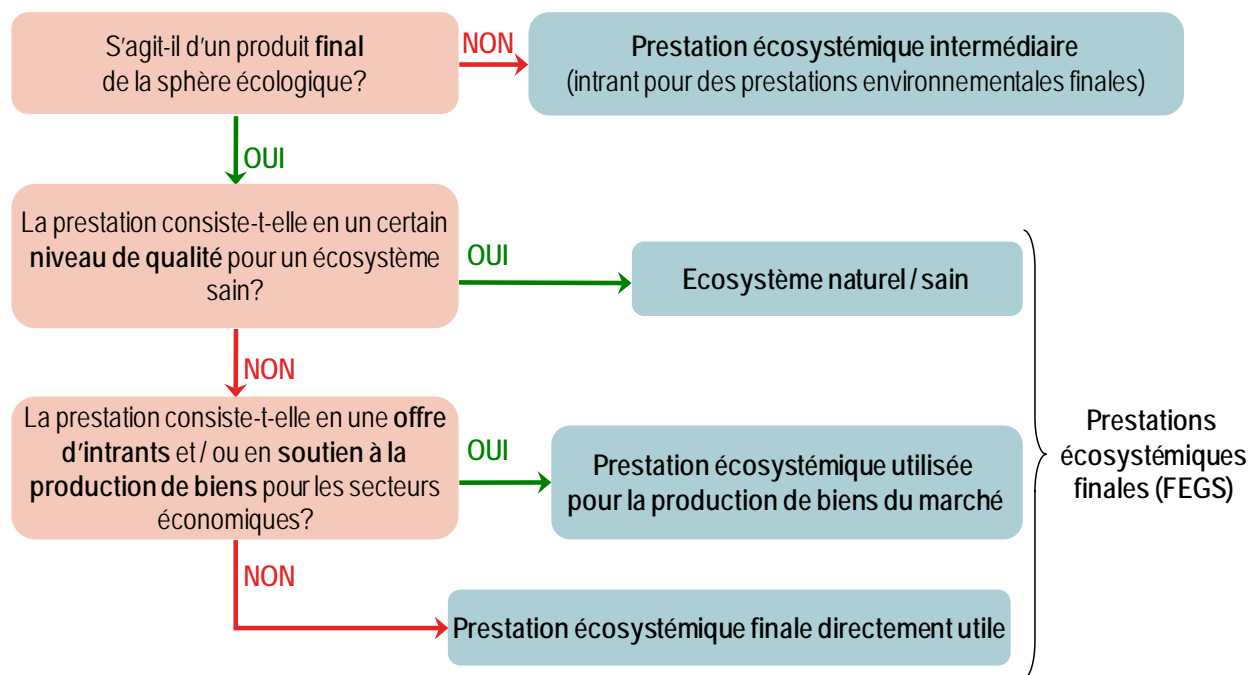 S'agit-il d'un produit final
de la sphère écologique?
NON
Prestation écosystémique intermédiaire
(intrant pour des prestations environnementales finales)
OUI
La prestation consiste-t-elle en un certain
niveau de qualité pour un écosystème
sain?
OUI
Ecosystème naturel / sain
NON
La prestation consiste-t-elle en une offre
d'intrants et / ou en soutien à la
production de biens pour les secteurs
économiques?
OUI
Prestation écosystémique utilisée
pour la production de biens du marché
NON
Prestation écosystémique finale directement utile
Prestations
écosystémiques
finales (FEGS)